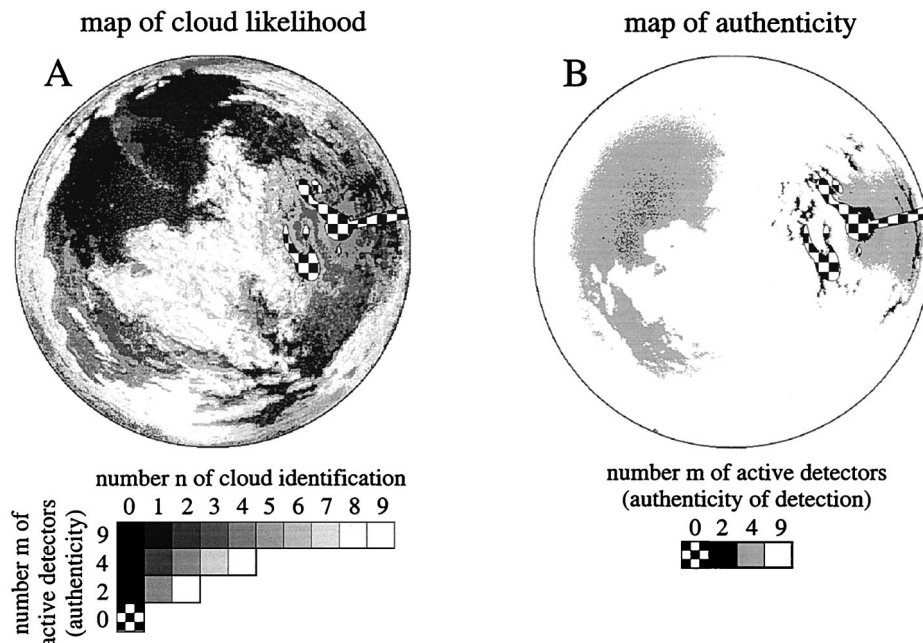 map of cloud likelihood
map of authenticity
A
B
number n of cloud identification
0 1 2 3 4 5 6 7 8 9
number m of
active detectors
(authenticity)
9
4
2
0
number m of active detectors
(authenticity of detection)
0 2 4 9